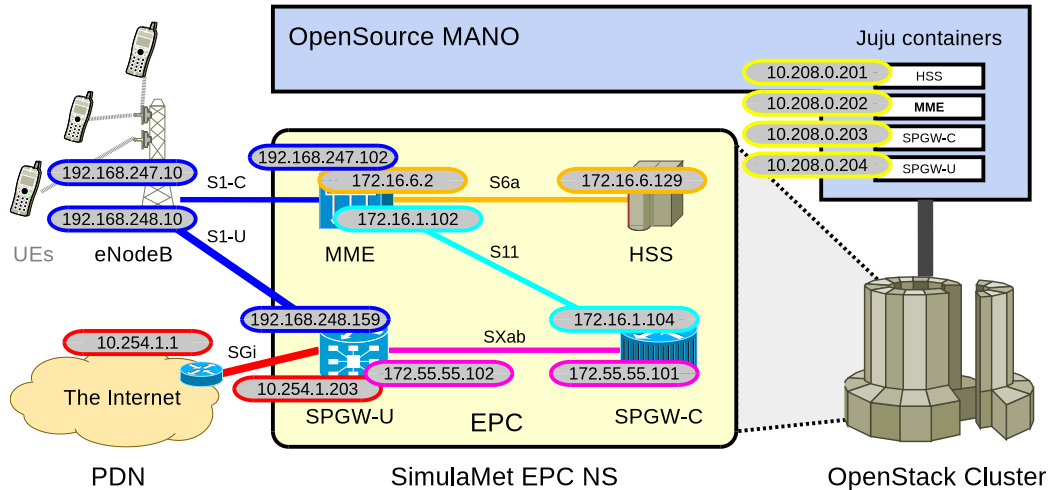 OpenSource MANO
Juju containers
10.208.0.201
HSS
10.208.0.202
MME
10.208.0.203
SPGW-C
10.208.0.204
SPGW-U
192.168.247.102
192.168.247.10
S1-C
172.16.6.2
S6a
172.16.6.129
192.168.248.10
S1-U
172.16.1.102
UEs
eNodeB
MME
S11
HSS
192.168.248.159
172.16.1.104
10.254.1.1
SGi
SXab
172.55.55.102
172.55.55.101
10.254.1.203
The Internet
SPGW-U
EPC
SPGW-C
PDN
SimulaMet EPC NS
OpenStack Cluster